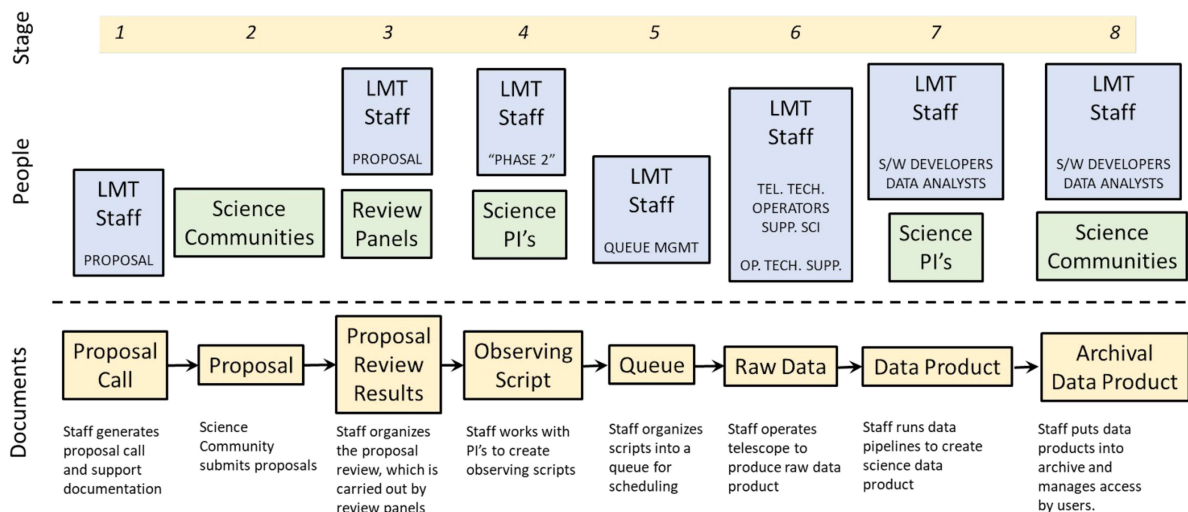 Stage
1 2 3 4 5 6 7 8
People
LMT
Staff
PROPOSAL
Science
Communities
LMT
Staff
PROPOSAL
Review
Panels
LMT
Staff
“PHASE 2”
Science
PI's
LMT
Staff
QUEUE MGMT
LMT
Staff
TEL. TECH.
OPERATORS
SUPP. SCI
OP. TECH. SUPP.
LMT
Staff
S/W DEVELOPERS
DATA ANALYSTS
Science
PI's
LMT
Staff
S/W DEVELOPERS
DATA ANALYSTS
Science
Communities
Documents
Proposal
Call
Staff generates
proposal call
and support
documentation
Proposal
Science
Community
submits proposals
Proposal
Review
Results
Staff organizes
the proposal
review, which is
carried out by
review panels
Observing
Script
Staff works with
PI's to create
observing scripts
Queue
Staff organizes
scripts into a
queue for
scheduling
Raw Data
Staff operates
telescope to
produce raw data
product
Data Product
Staff runs data
pipelines to create
science data
product
Archival
Data Product
Staff puts data
products into
archive and
manages access
by users.